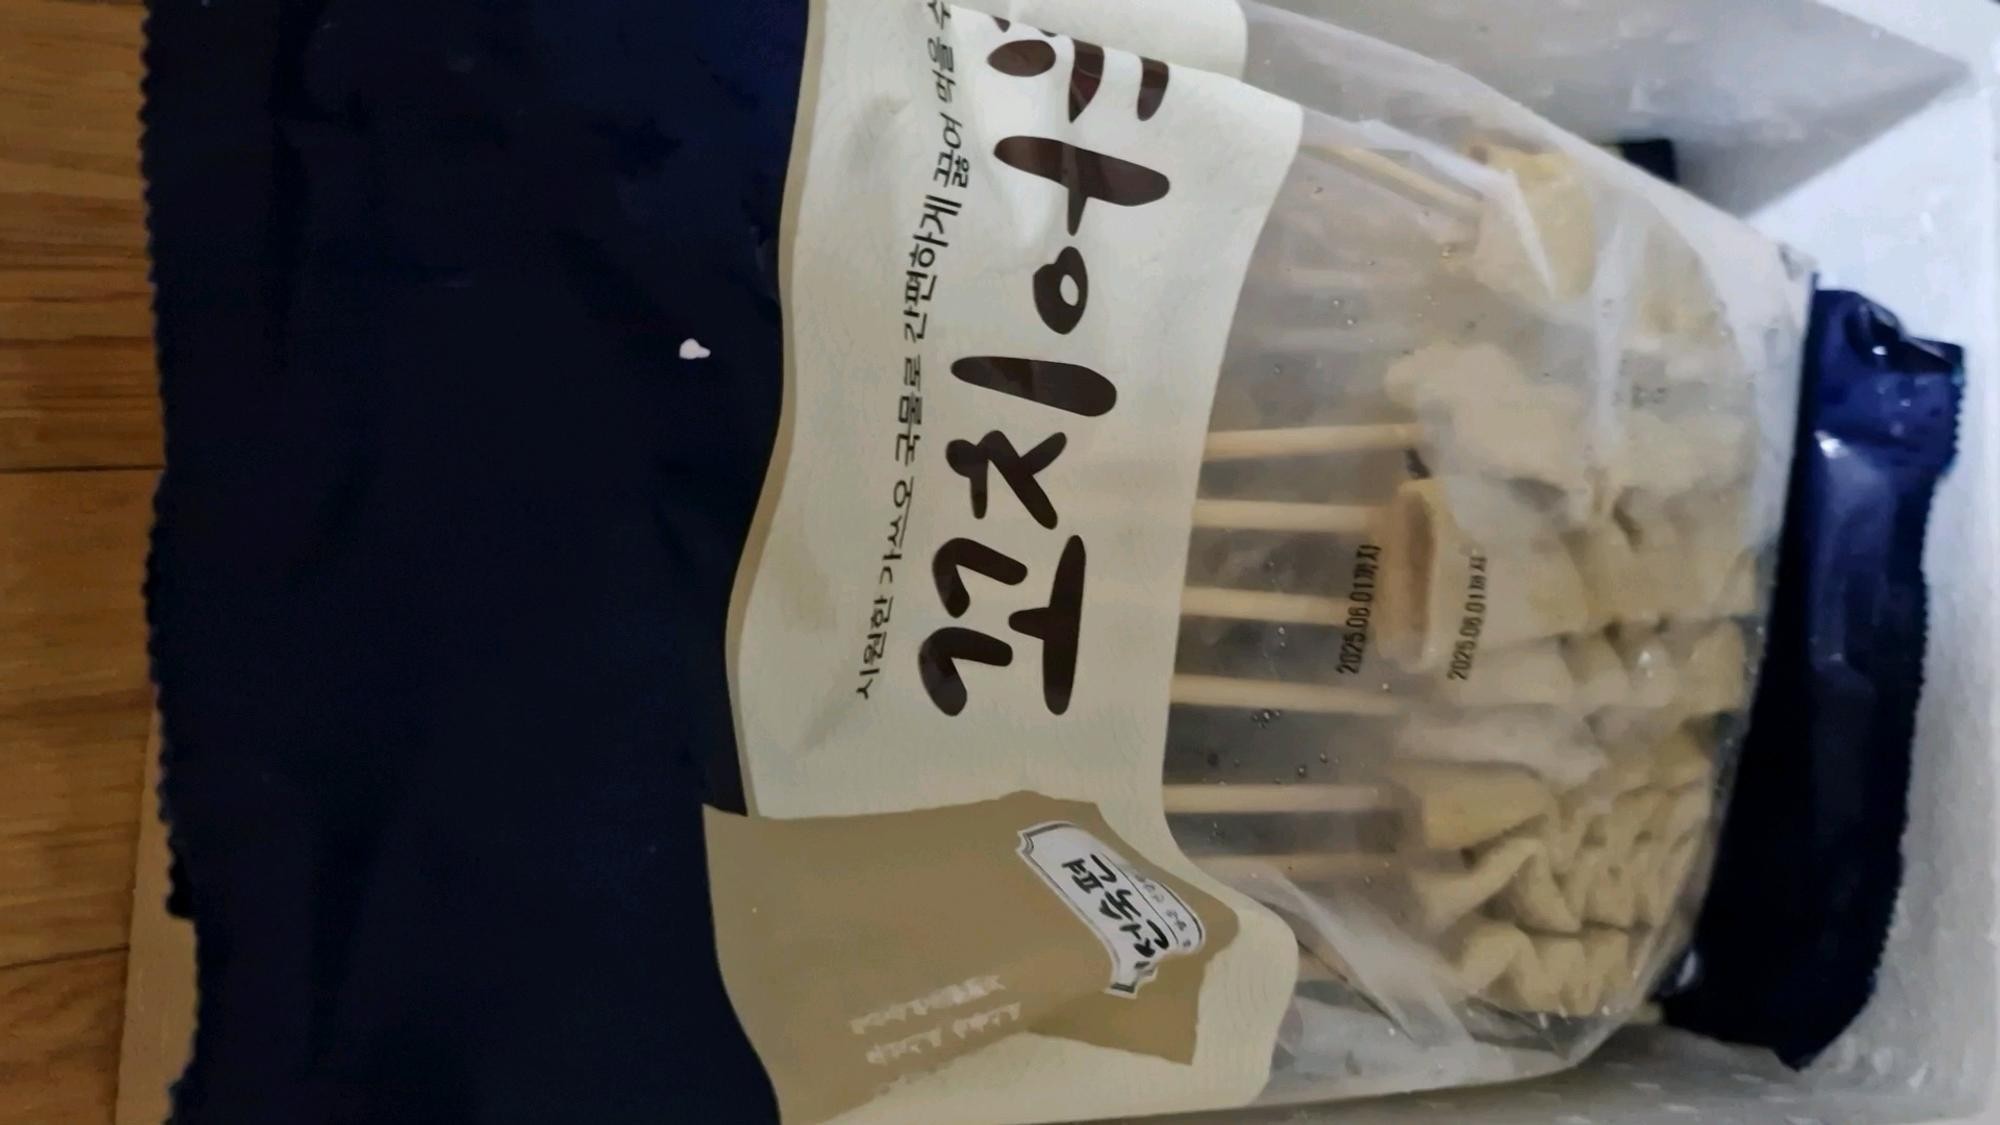 시원한 가쓰오 국물로 간편하게 끓여 먹을 수
꼬치어묵
2025.06.01까지
2025.06.01까지